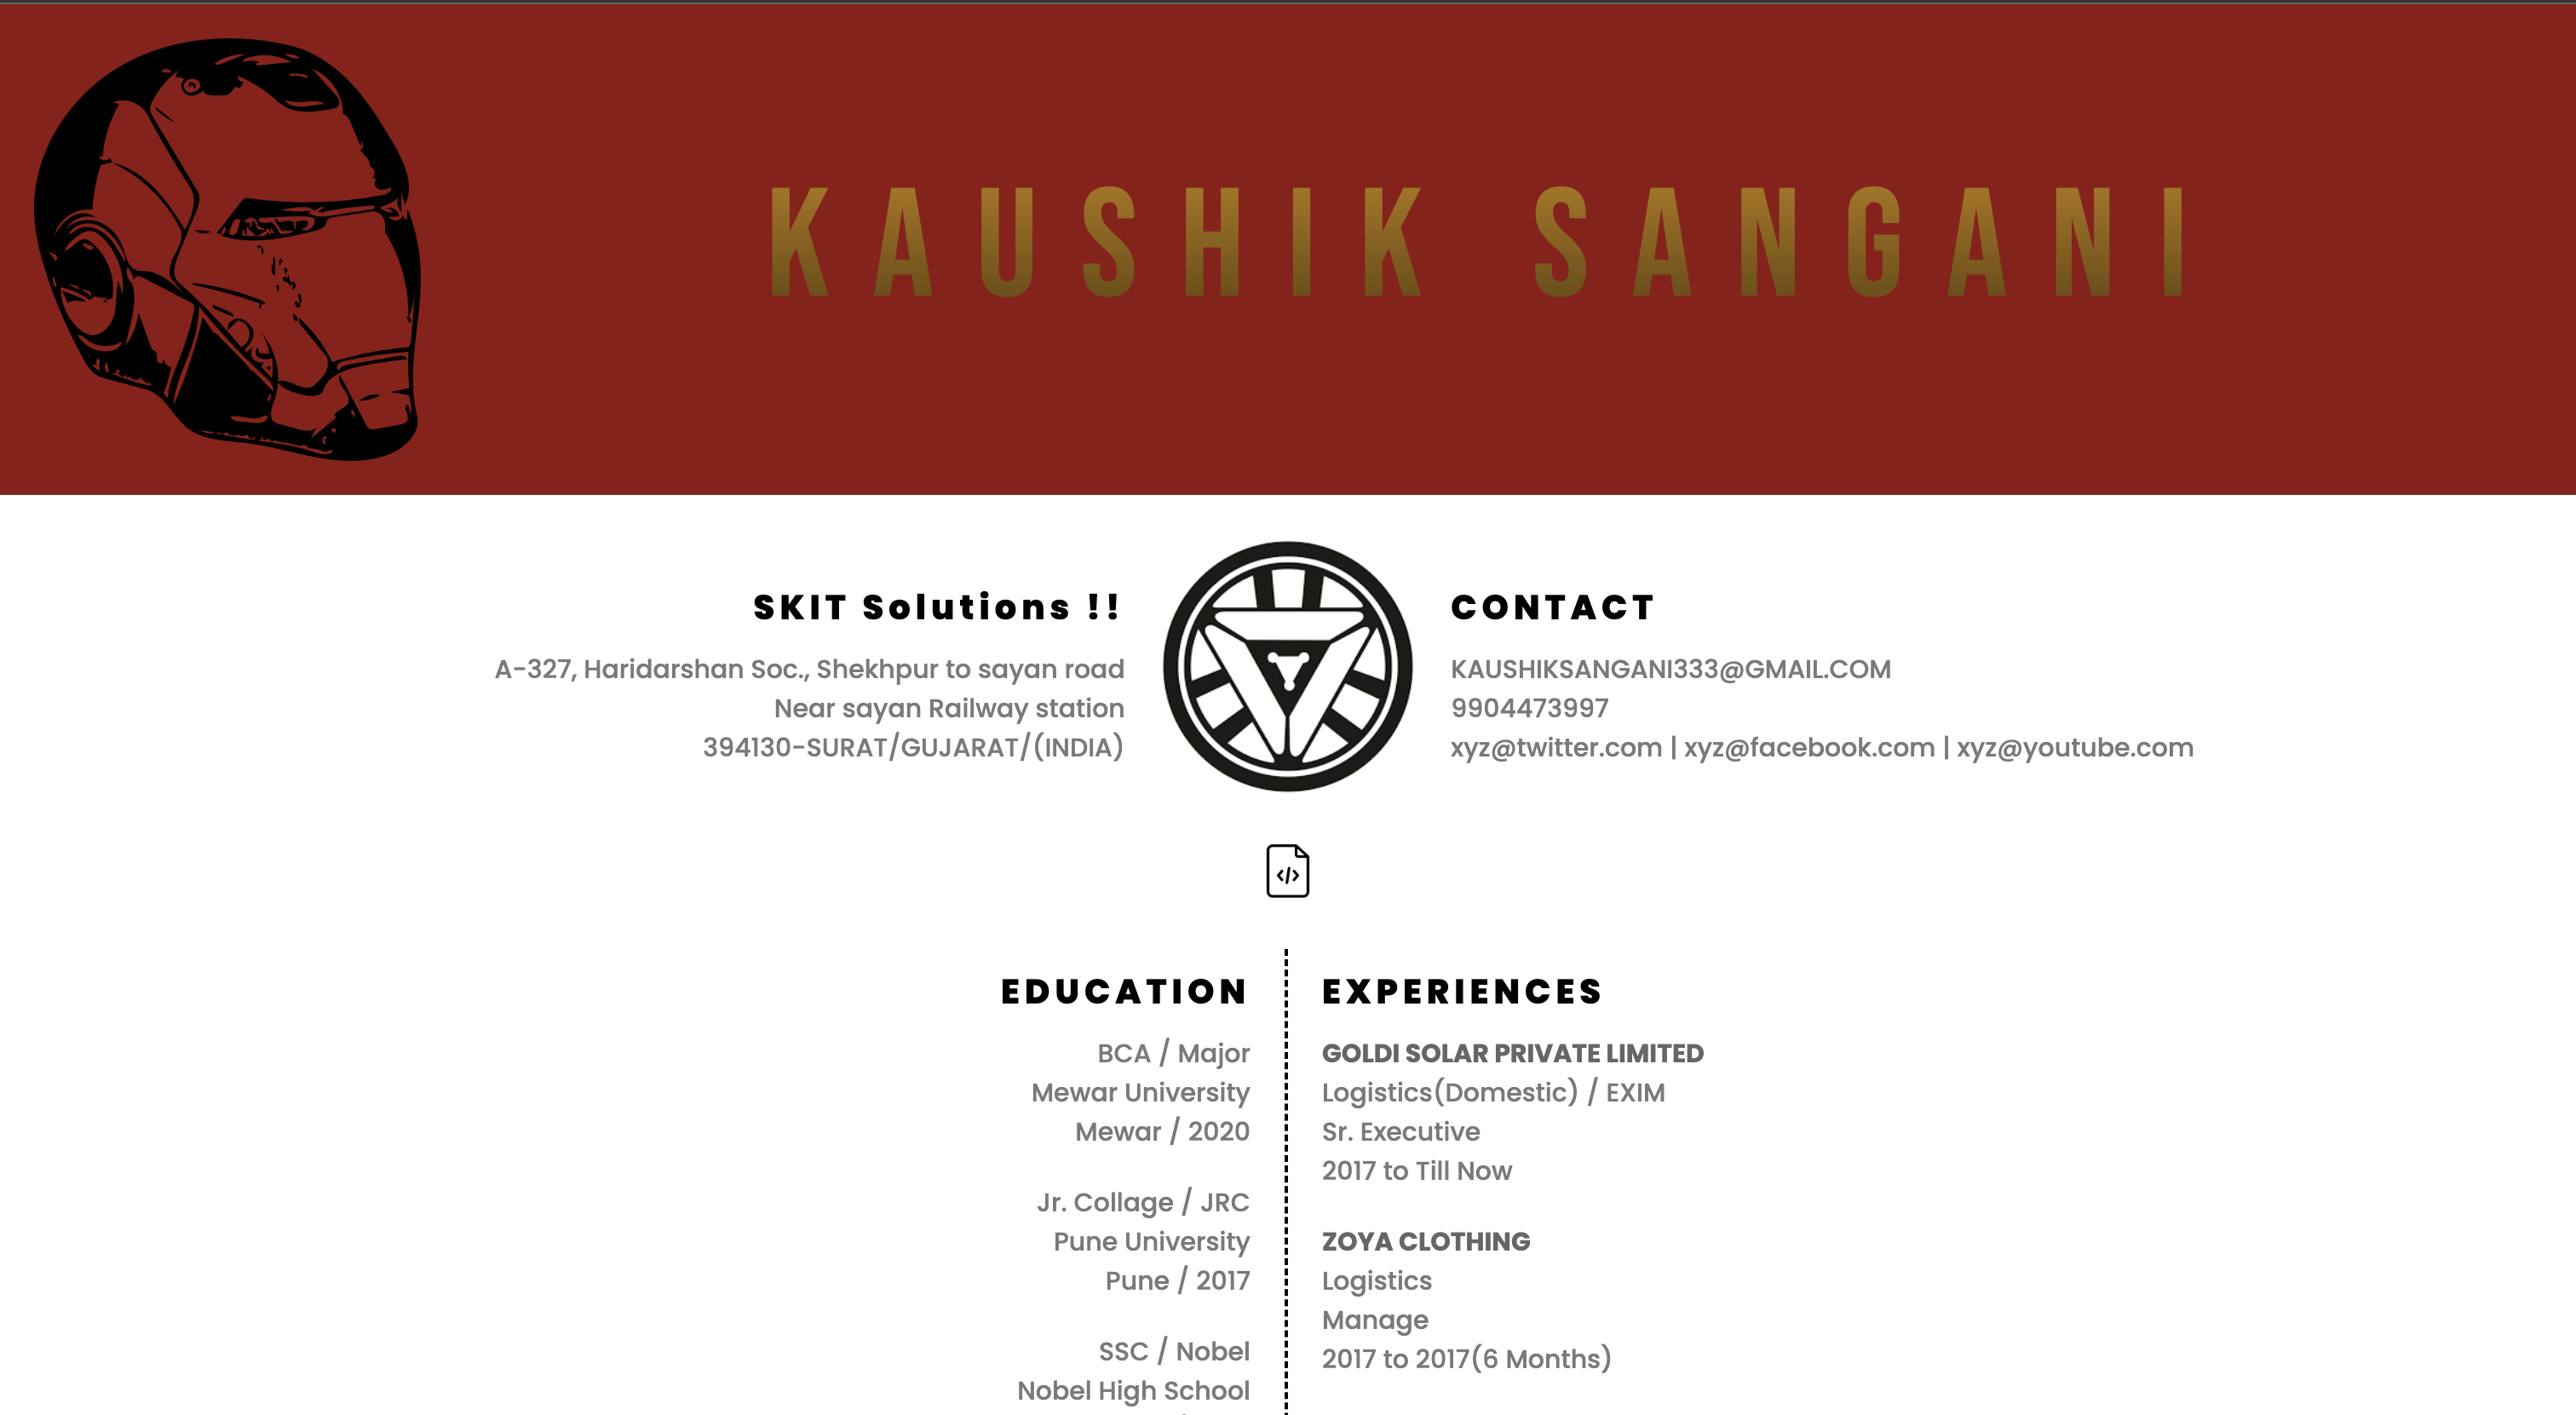 KAUSHIK SANGANI
SKIT Solutions !!
A-327, Haridarshan Soc., Shekhpur to sayan road
Near sayan Railway station
394130-SURAT/GUJARAT/(INDIA)
CONTACT
KAUSHIKSANGANI333@GMAIL.COM
9904473997
xyz@twitter.com | xyz@facebook.com | xyz@youtube.com
</>
EDUCATION
BCA / Major
Mewar University
Mewar / 2020
Jr. Collage / JRC
Pune University
Pune / 2017
SSC / Nobel
Nobel High School
EXPERIENCES
GOLDI SOLAR PRIVATE LIMITED
Logistics(Domestic) / EXIM
Sr. Executive
2017 to Till Now
ZOYA CLOTHING
Logistics
Manage
2017 to 2017(6 Months)